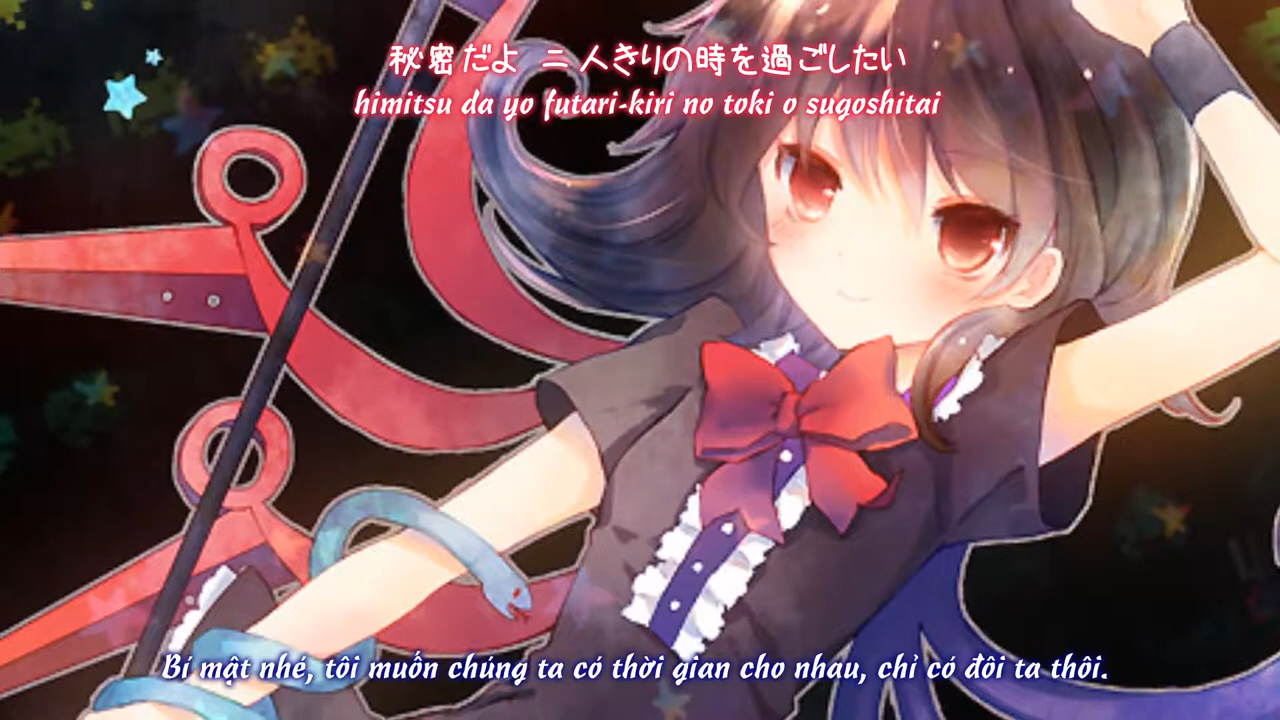 秘密だよ 二人きりの時を過ごしたい
himitsu da yo futari-kiri no toki o sugoshitai
Bí mật nhé, tôi muốn chúng ta có thời gian cho nhau, chỉ có đôi ta thôi.